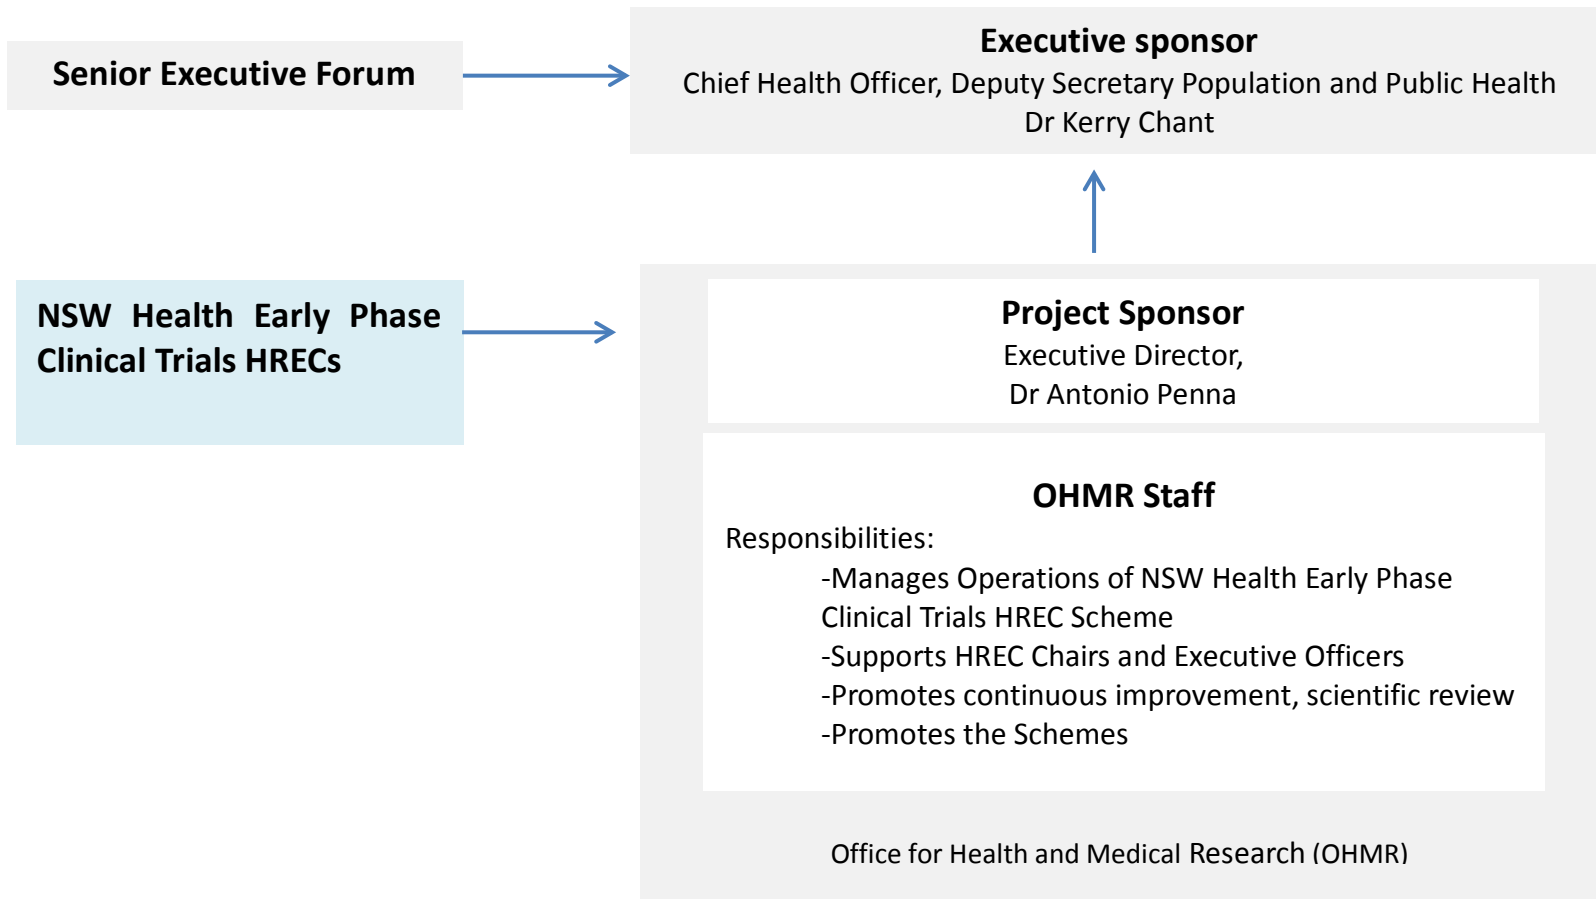 Senior Executive Forum
Executive sponsor
Chief Health Officer, Deputy Secretary Population and Public Health
Dr Kerry Chant
NSW Health Early Phase
Clinical Trials HRECs
Project Sponsor
Executive Director,
Dr Antonio Penna
OHMR Staff
Responsibilities:
-Manages Operations of NSW Health Early Phase
Clinical Trials HREC Scheme
-Supports HREC Chairs and Executive Officers
-Promotes continuous improvement, scientific review
-Promotes the Schemes
Office for Health and Medical Research (OHMR)